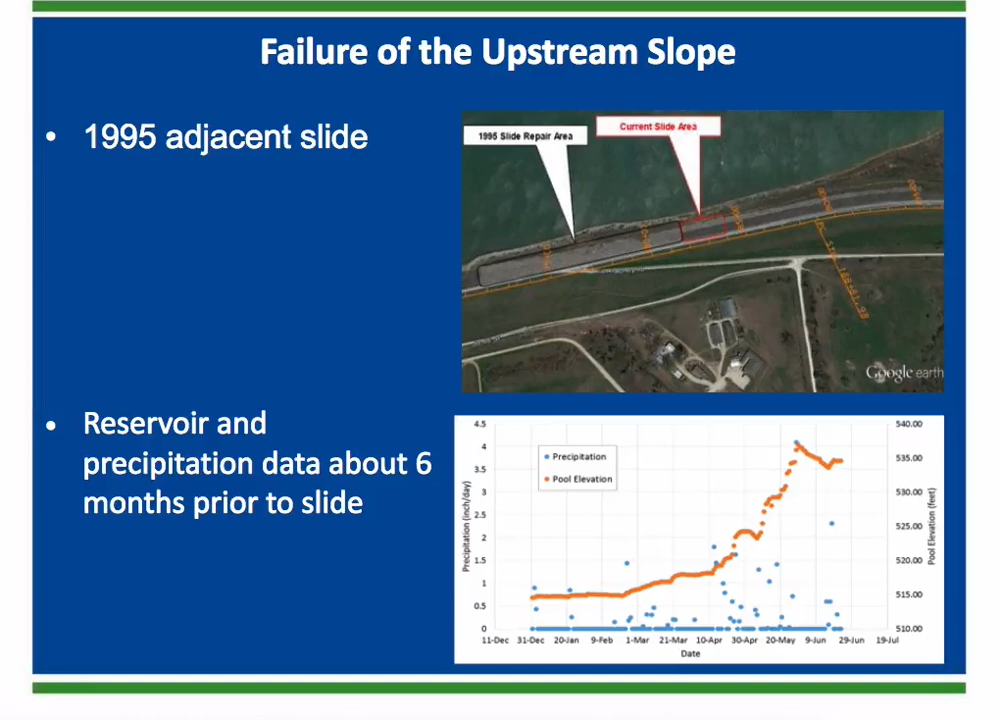 Failure of the Upstream Slope
• 1995 adjacent slide
1995 Slide Repair Area
Current Slide Area
Google earth
• Reservoir and
precipitation data about 6
months prior to slide
4.5
4
3.5
3
2.5
2
1.5
1
0.5
0
Precipitation (inch/day)
Precipitation
Pool Elevation
540.00
535.00
530.00
525.00
520.00
515.00
510.00
Pool Elevation (feet)
11-Dec 31-Dec 20-Jan 9-Feb 1-Mar 21-Mar 10-Apr 30-Apr 20-May 9-Jun 29-Jun 19-Jul
Date